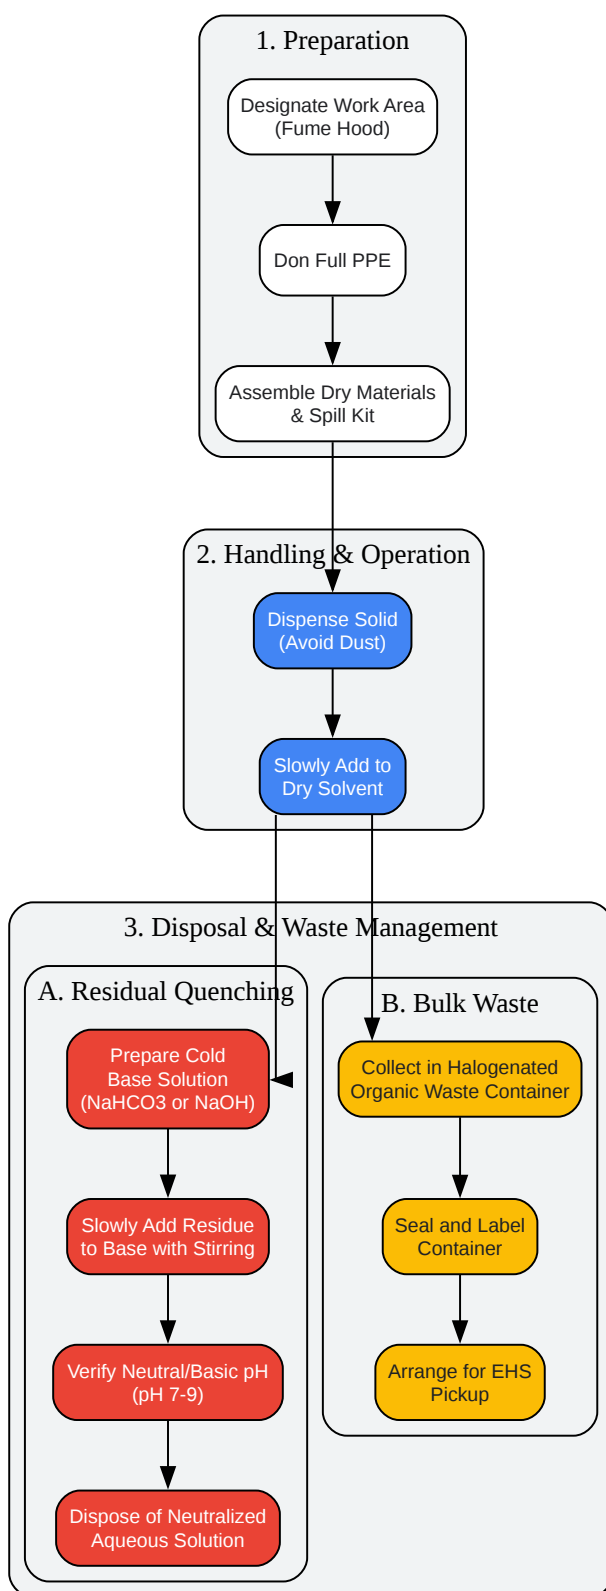 1. Preparation
Designate Work Area
(Fume Hood)
Don Full PPE
Assemble Dry Materials
& Spill Kit
2. Handling & Operation
Dispense Solid
(Avoid Dust)
Slowly Add to
Dry Solvent
3. Disposal & Waste Management
A. Residual Quenching
Prepare Cold
Base Solution
(NaHCO3 or NaOH)
Slowly Add Residue
to Base with Stirring
Verify Neutral/Basic pH
(pH 7-9)
Dispose of Neutralized
Aqueous Solution
B. Bulk Waste
Collect in Halogenated
Organic Waste Container
Seal and Label
Container
Arrange for EHS
Pickup